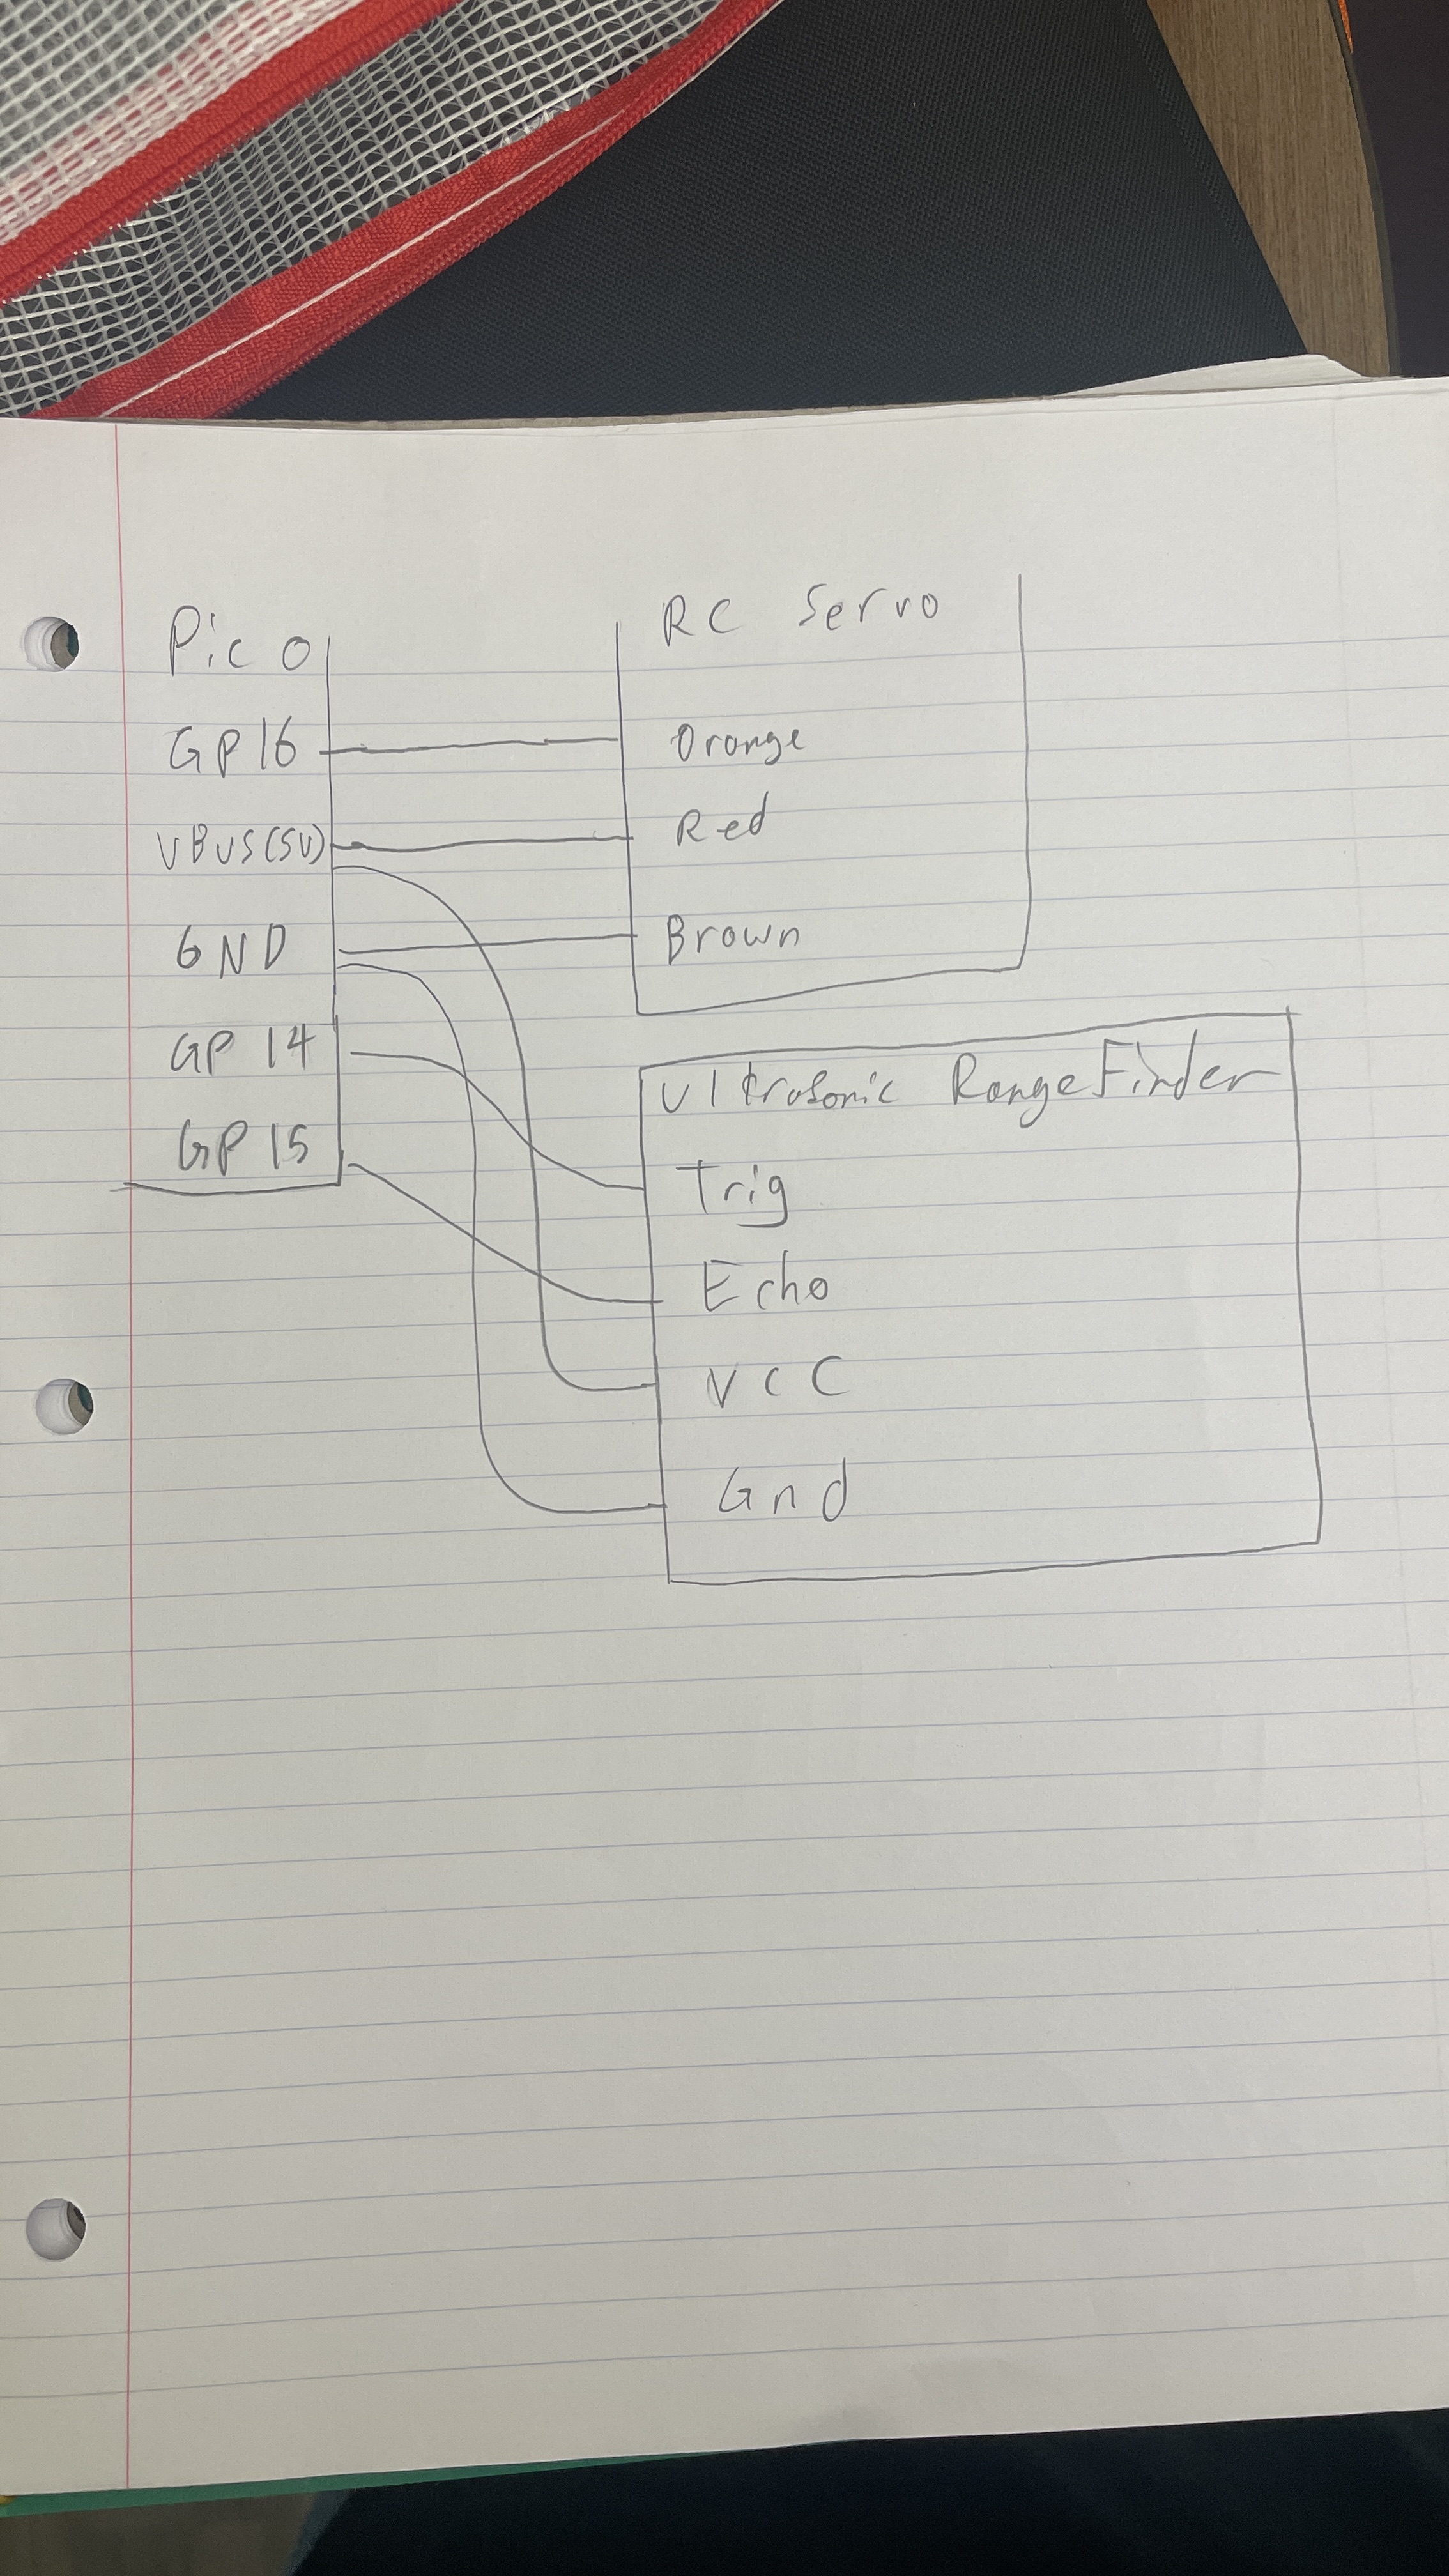 Pico
GP16
VBUS(5V)
GND
GP 14
GP 15
RC Servo
Orange
Red
Brown
Ultrasonic RangeFinder
Trig
Echo
VCC
Gnd